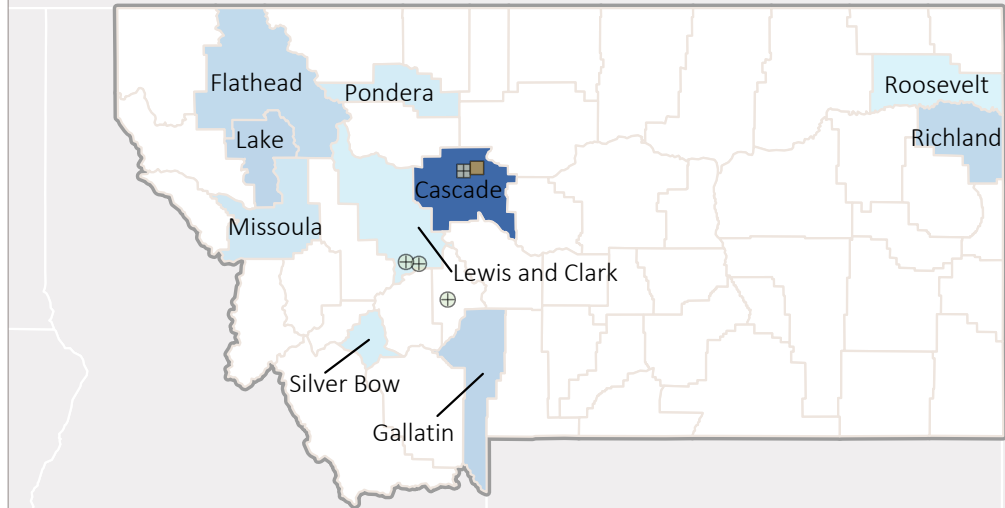 Flathead
Pondera
Roosevelt
Lake
Richland
Cascade
Missoula
Lewis and Clark
Silver Bow
Gallatin